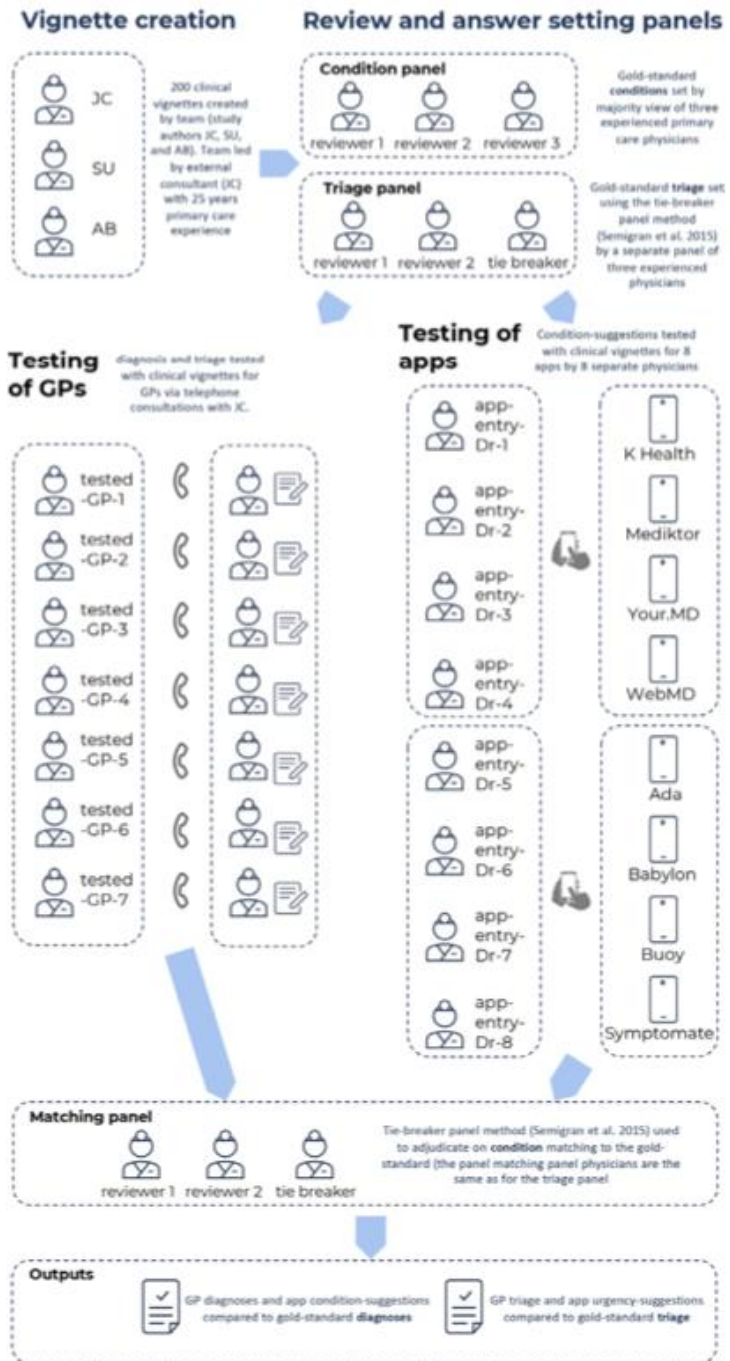 Vignette creation
Review and answer setting panels
JC
SU
AB
200 clinical
vignettes created
by team (study
authors JC, SU,
and AB). Team led
by external
consultant (JC)
with 25 years
primary care
experience
Condition panel
reviewer 1 reviewer 2 reviewer 3
Gold-standard
conditions set by
majority view of three
experienced primary
care physicians
Triage panel
reviewer 1 reviewer 2 tie breaker
Gold-standard triage set
using the tie-breaker
panel method
(Semigran et al. 2015)
by a separate panel of
three experienced
physicians
Testing
of GPs
diagnosis and triage tested
with clinical vignettes for
GPs via telephone
consultations with JC.
tested
-GP-1
tested
-GP-2
tested
-GP-3
tested
-GP-4
tested
-GP-5
tested
-GP-6
tested
-GP-7
Testing of
apps
Condition-suggestions tested
with clinical vignettes for 8
apps by 8 separate physicians
app-
entry-
Dr-1
app-
entry-
Dr-2
app-
entry-
Dr-3
app-
entry-
Dr-4
K Health
Mediktor
Your.MD
WebMD
app-
entry-
Dr-5
app-
entry-
Dr-6
app-
entry-
Dr-7
app-
entry-
Dr-8
Ada
Babylon
Buoy
Symptomate
Matching panel
reviewer 1 reviewer 2 tie breaker
Tie-breaker panel method (Semigran et al. 2015) used
to adjudicate on condition matching to the gold-
standard (the panel matching panel physicians are the
same as for the triage panel
Outputs
GP diagnoses and app condition-suggestions
compared to gold-standard diagnoses
GP triage and app urgency-suggestions
compared to gold-standard triage